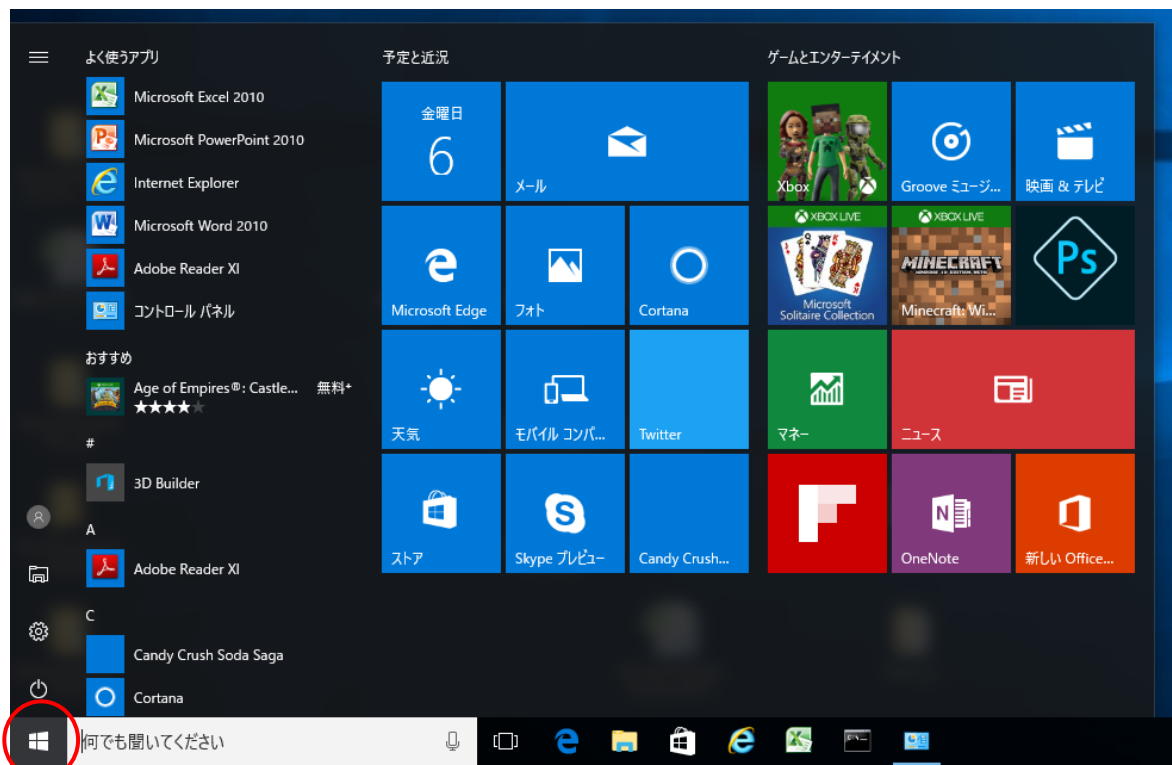 よく使うアプリ
Microsoft Excel 2010
Microsoft PowerPoint 2010
Internet Explorer
Microsoft Word 2010
Adobe Reader XI
コントロール パネル
おすすめ
Age of Empires®: Castle... 無料+
#
3D Builder
A
Adobe Reader XI
C
Candy Crush Soda Saga
Cortana
何でも聞いてください
予定と近況
金曜日
6
メール
Microsoft Edge
フォト
Cortana
天気
モバイル コンパ...
Twitter
ストア
Skype プレビュー
Candy Crush...
ゲームとエンターテイメント
Xbox
Groove ミュージ...
映画 & テレビ
XBOX LIVE
Microsoft
Solitaire Collection
XBOX LIVE
MINECRAFT
Minecraft: Wi...
Ps
マネー
ニュース
OneNote
新しい Office...